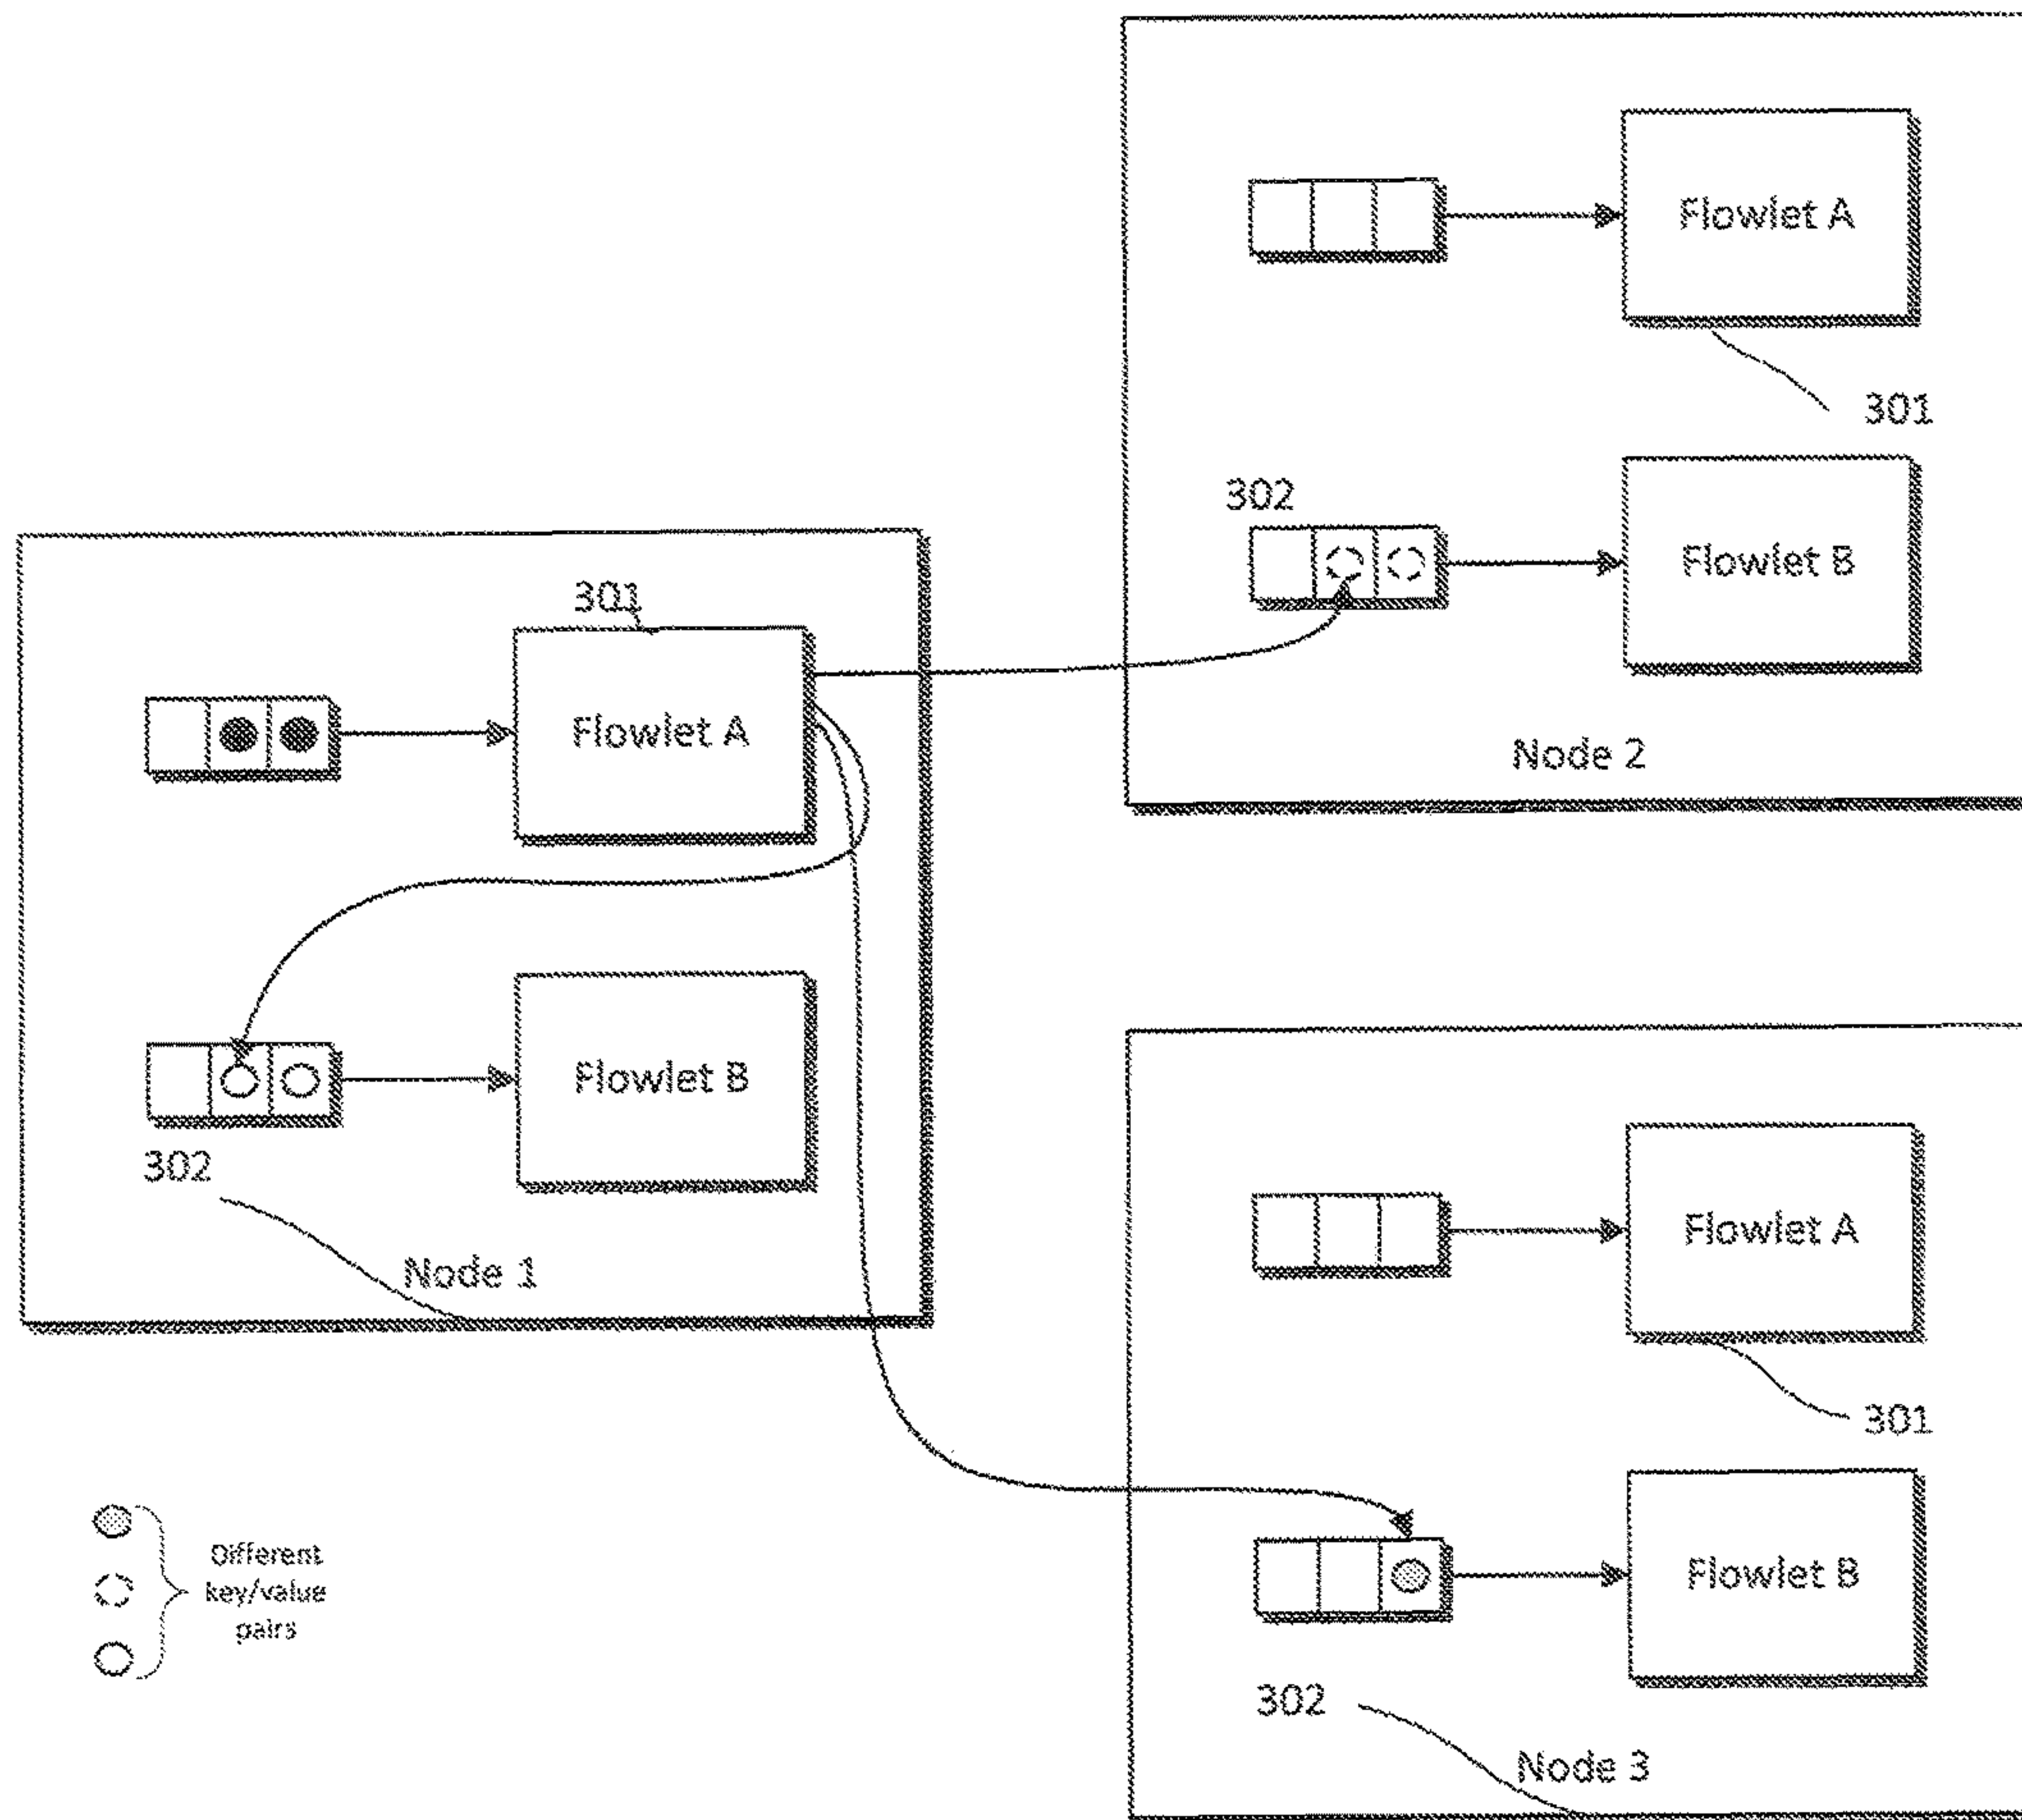 Flowlet A
301
302
Flowlet B
Node 2
301
Flowlet A
Flowlet B
302
Node 1
Flowlet A
301
Flowlet B
302
Node 3
Different
key/value
pairs